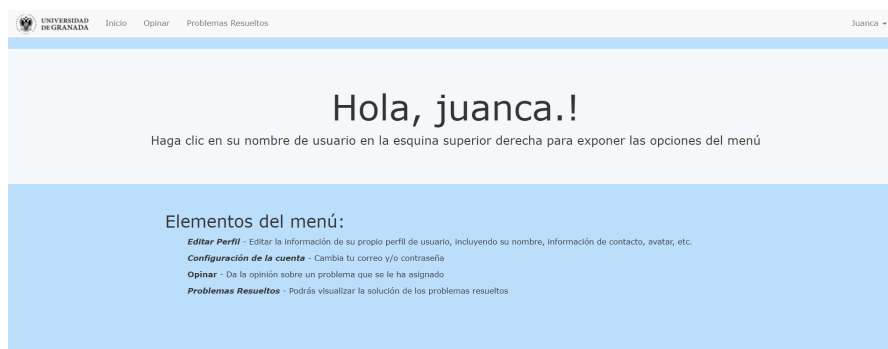 UNIVERSIDAD
DE GRANADA
Inicio Opinar Problemas Resueltos Juanca
Hola, juanca.!
Haga clic en su nombre de usuario en la esquina superior derecha para exponer las opciones del menú
Elementos del menú:
Editar Perfil - Editar la información de su propio perfil de usuario, incluyendo su nombre, información de contacto, avatar, etc.
Configuración de la cuenta - Cambia tu correo y/o contraseña
Opinar - Da la opinión sobre un problema que se le ha asignado
Problemas Resueltos - Podrás visualizar la solución de los problemas resueltos